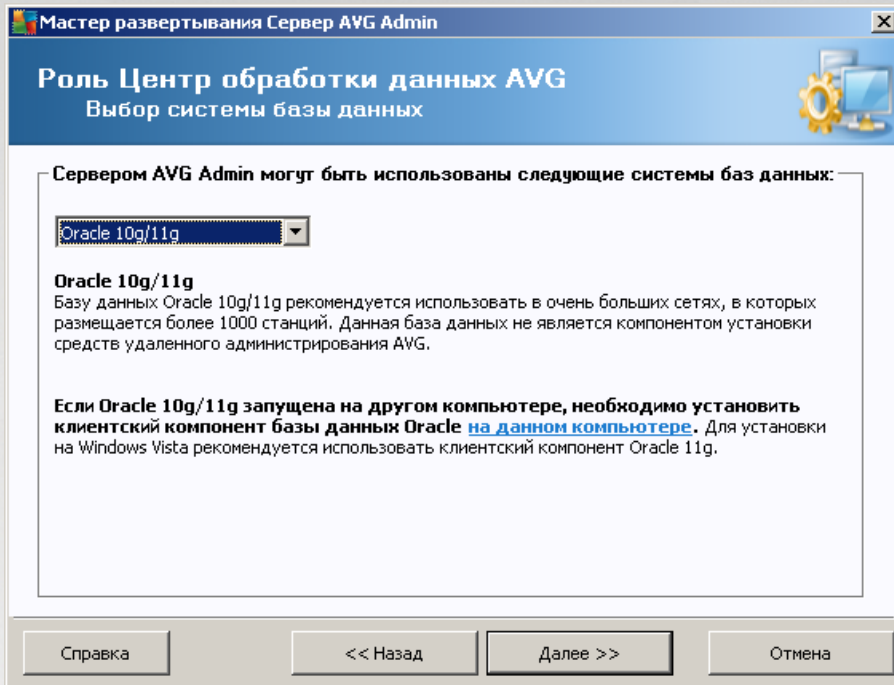 Мастер развертывания Сервер AVG Admin
Роль Центр обработки данных AVG
Выбор системы базы данных
Сервером AVG Admin могут быть использованы следующие системы баз данных:
Oracle 10g/11g
Oracle 10g/11g
Базу данных Oracle 10g/11g рекомендуется использовать в очень больших сетях, в которых
размещается более 1000 станций. Данная база данных не является компонентом установки
средств удаленного администрирования AVG.
Если Oracle 10g/11g запущена на другом компьютере, необходимо установить
клиентский компонент базы данных Oracle на данном компьютере. Для установки
на Windows Vista рекомендуется использовать клиентский компонент Oracle 11g.
Справка
<< Назад
Далее >>
Отмена